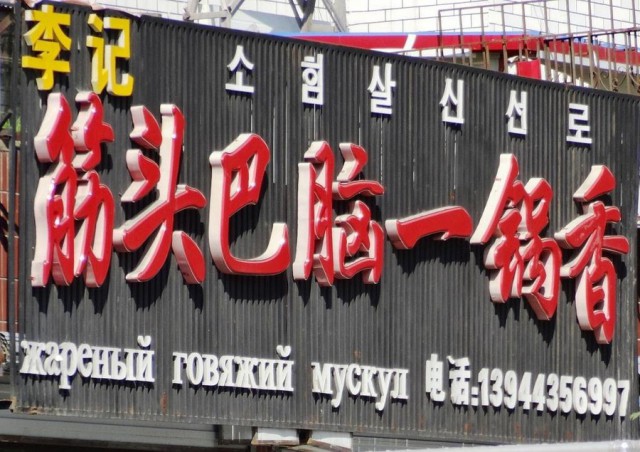 李记
소힘살신선로
筋头巴脑一锅香
жареный говяжий мускул 电话:13944356997